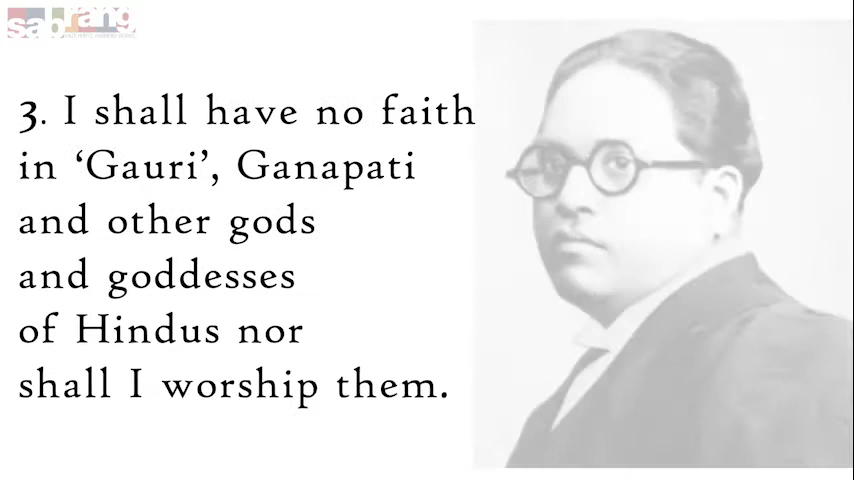 sabrang
3. I shall have no faith
in ‘Gauri’, Ganapati
and other gods
and goddesses
of Hindus nor
shall I worship them.